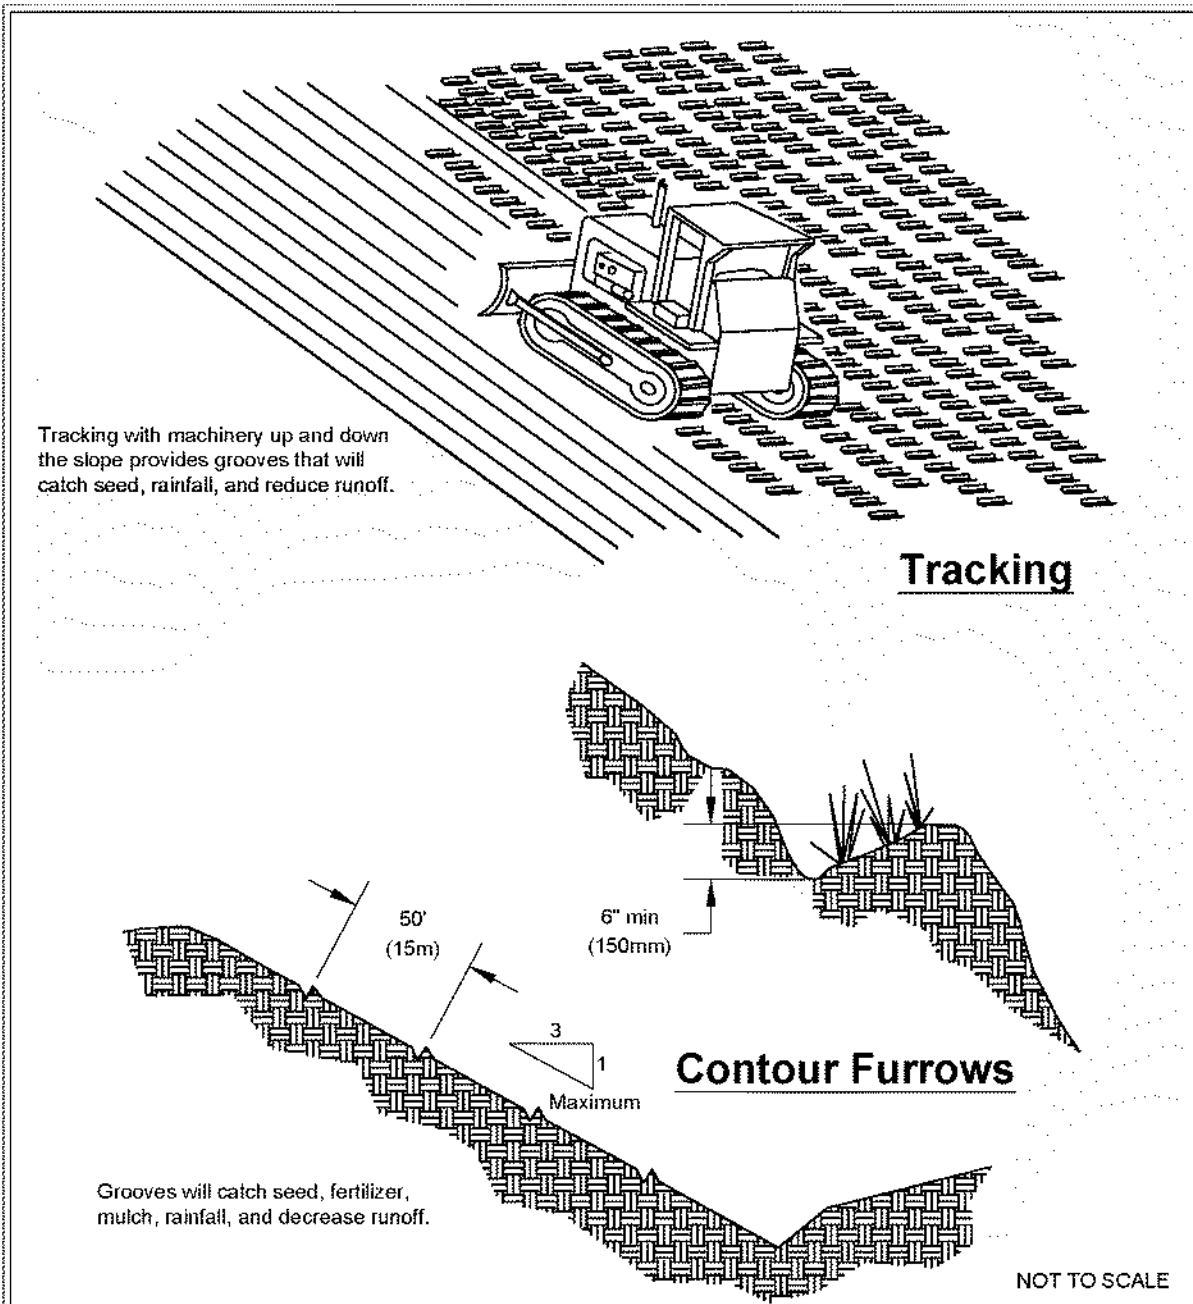 Tracking with machinery up and down
the slope provides grooves that will
catch seed, rainfall, and reduce runoff.
Tracking
6" min
(150mm)
50'
(15m)
3
1
Maximum
Contour Furrows
Grooves will catch seed, fertilizer,
mulch, rainfall, and decrease runoff.
NOT TO SCALE